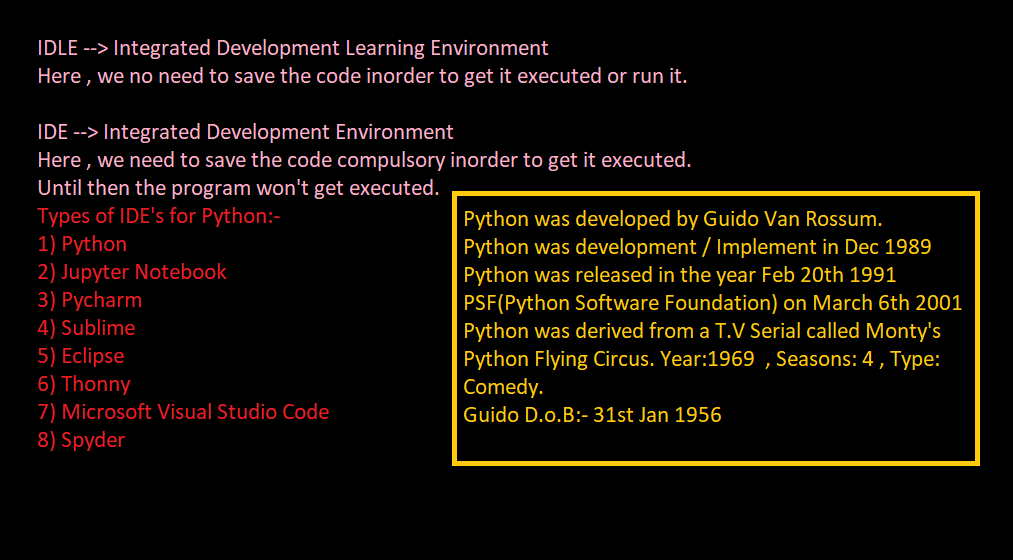 IDLE --> Integrated Development Learning Environment
Here , we no need to save the code inorder to get it executed or run it.
IDE --> Integrated Development Environment
Here , we need to save the code compulsory inorder to get it executed.
Until then the program won't get executed.
Types of IDE's for Python:-
1) Python
2) Jupyter Notebook
3) Pycharm
4) Sublime
5) Eclipse
6) Thonny
7) Microsoft Visual Studio Code
8) Spyder
Python was developed by Guido Van Rossum.
Python was development / Implement in Dec 1989
Python was released in the year Feb 20th 1991
PSF(Python Software Foundation) on March 6th 2001
Python was derived from a T.V Serial called Monty's
Python Flying Circus. Year:1969  , Seasons: 4 , Type:
Comedy.
Guido D.o.B:- 31st Jan 1956